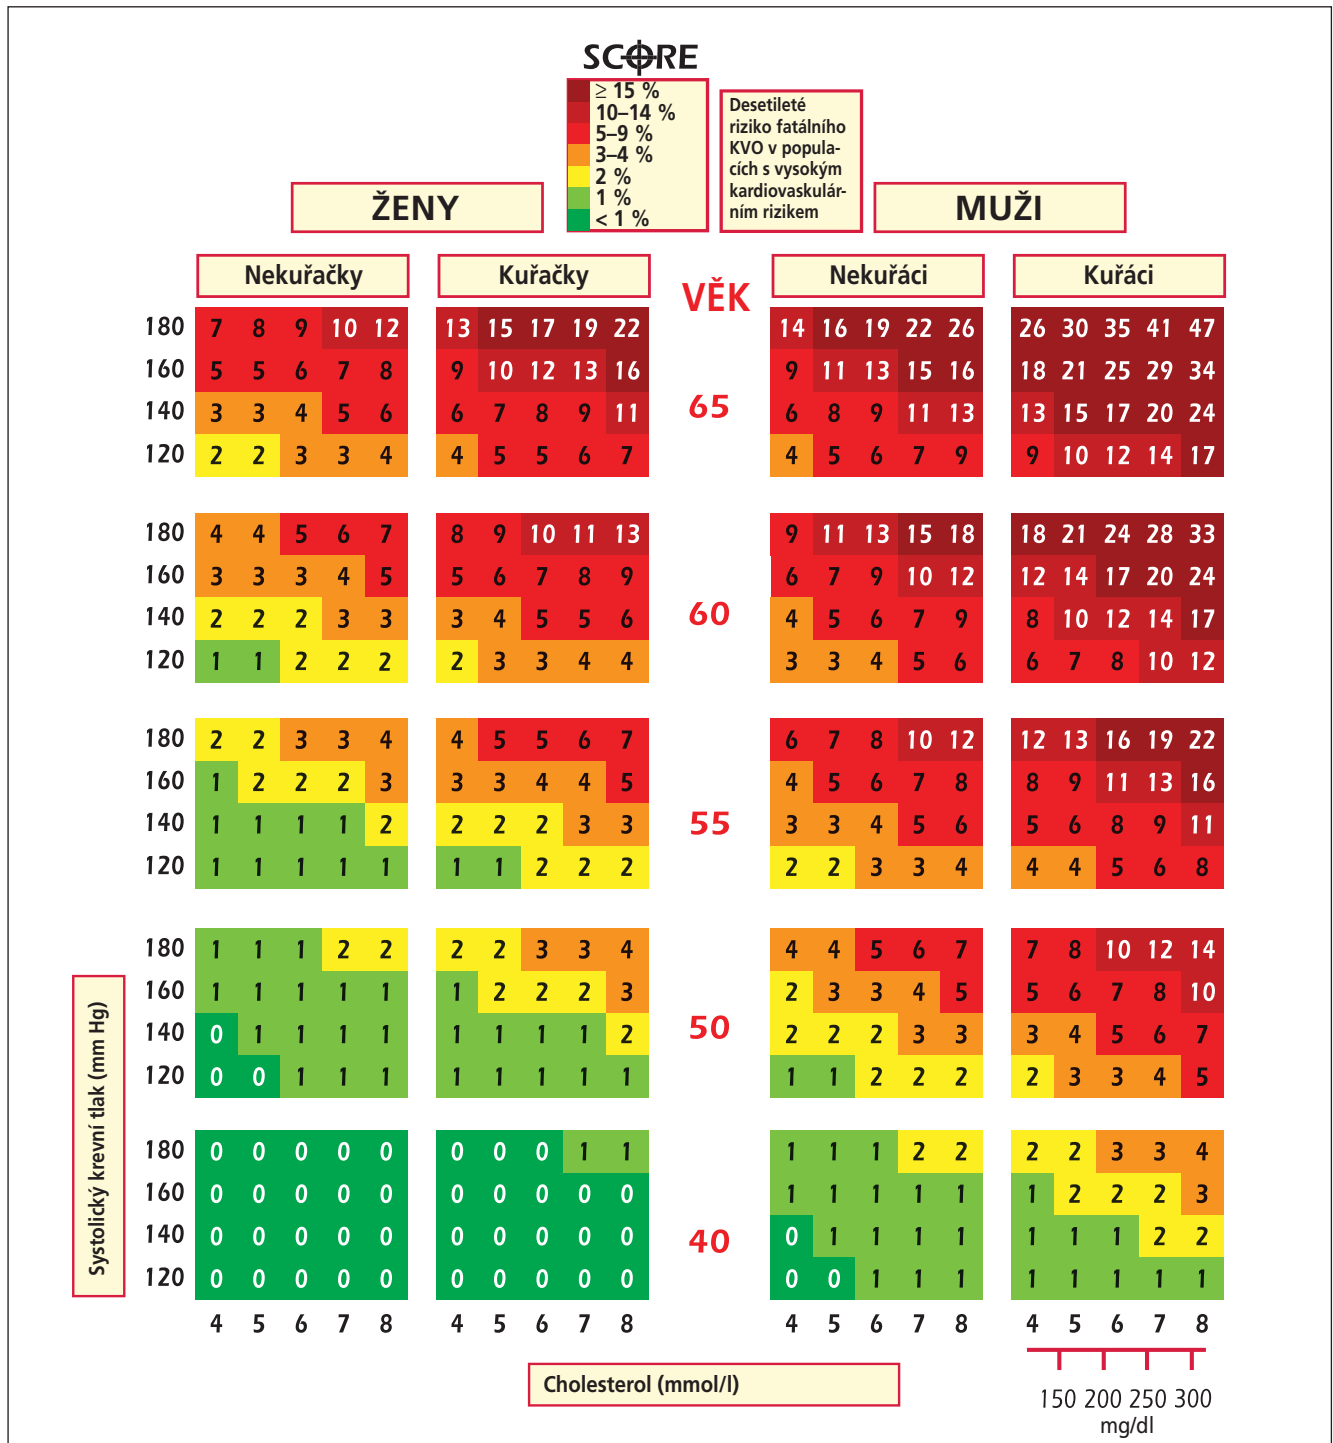 SCORE
≥ 15 %
10–14 %
5–9 %
3–4 %
2 %
1 %
< 1 %
Desetileté
riziko fatálního
KVO v popula-
cích s vysokým
kardiovaskulár-
ním rizikem
ŽENY
MUŽI
Nekuřačky
Kuřačky
VĚK
Nekuřáci
Kuřáci
180 7 8 9 10 12 13 15 17 19 22 14 16 19 22 26 26 30 35 41 47
160 5 5 6 7 8 9 10 12 13 16 9 11 13 15 16 18 21 25 29 34
140 3 3 4 5 6 6 7 8 9 11 65 6 8 9 11 13 13 15 17 20 24
120 2 2 3 3 4 4 5 5 6 7 4 5 6 7 9 9 10 12 14 17
180 4 4 5 6 7 8 9 10 11 13 9 11 13 15 18 18 21 24 28 33
160 3 3 3 4 5 5 6 7 8 9 6 7 9 10 12 12 14 17 20 24
140 2 2 2 3 3 3 4 5 5 6 60 4 5 6 7 9 8 10 12 14 17
120 1 1 2 2 2 2 3 3 4 4 3 3 4 5 6 6 7 8 10 12
180 2 2 3 3 4 4 5 5 6 7 6 7 8 10 12 12 13 16 19 22
160 1 2 2 2 3 3 3 4 4 5 4 5 6 7 8 8 9 11 13 16
140 1 1 1 1 2 2 2 2 3 3 55 3 3 4 5 6 5 6 8 9 11
120 1 1 1 1 1 1 1 2 2 2 2 2 3 3 4 4 4 5 6 8
180 1 1 1 2 2 2 2 3 3 4 4 4 5 6 7 7 8 10 12 14
160 1 1 1 1 1 1 2 2 2 3 2 3 3 4 5 5 6 7 8 10
140 0 1 1 1 1 1 1 1 1 2 50 2 2 2 3 3 3 4 5 6 7
120 0 0 1 1 1 1 1 1 1 1 1 1 2 2 2 2 3 3 4 5
180 0 0 0 0 0 0 0 0 1 1 1 1 1 2 2 2 2 3 3 4
160 0 0 0 0 0 0 0 0 0 0 1 1 1 1 1 1 2 2 2 3
140 0 0 0 0 0 0 0 0 0 0 40 0 1 1 1 1 1 1 1 2 2
120 0 0 0 0 0 0 0 0 0 0 0 0 1 1 1 1 1 1 1 1
4 5 6 7 8 4 5 6 7 8 4 5 6 7 8 4 5 6 7 8
Systolický krevní tlak (mm Hg)
Cholesterol (mmol/l)
150 200 250 300
mg/dl